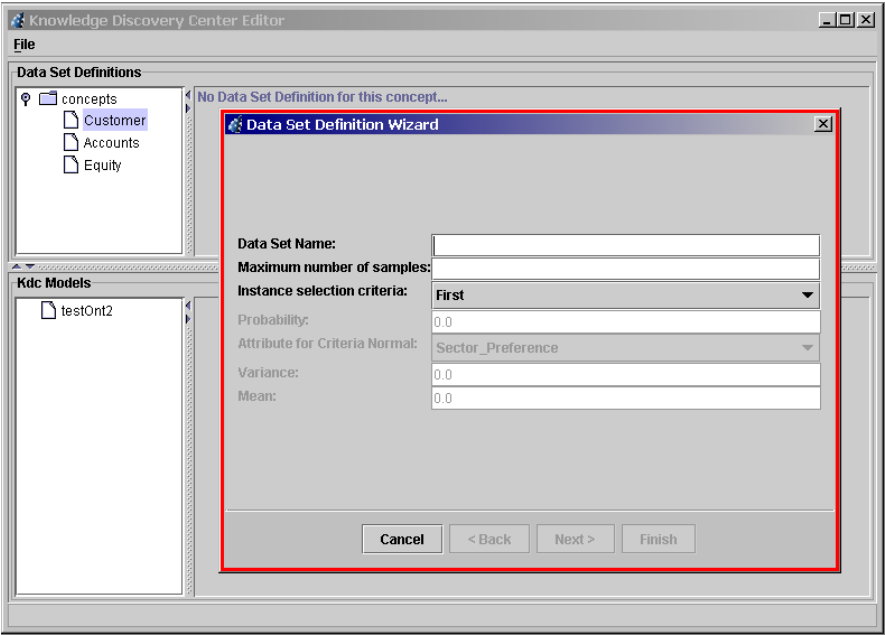 Knowledge Discovery Center Editor
File
Data Set Definitions
concepts
Customer
Accounts
Equity
No Data Set Definition for this concept...
Data Set Definition Wizard
Data Set Name:
Maximum number of samples:
Instance selection criteria: First
Probability: 0.0
Attribute for Criteria Normal: Sector_Preference
Variance: 0.0
Mean: 0.0
Cancel < Back Next > Finish
Kdc Models
testOnt2